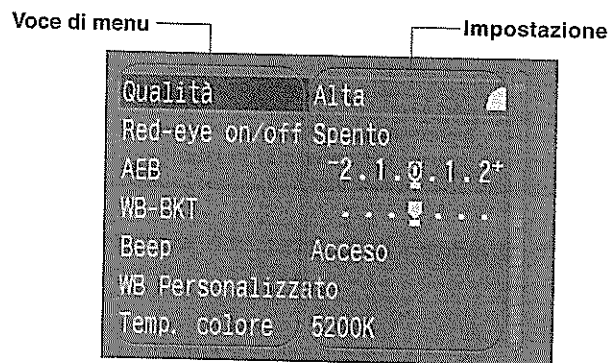 Voce di menu Impostazione
Qualità Alta
Red-eye on/off Spento
AEB -2.1.0.1.2+
WB-BKT
Beep Acceso
WB Personalizzato
Temp. colore 5200K